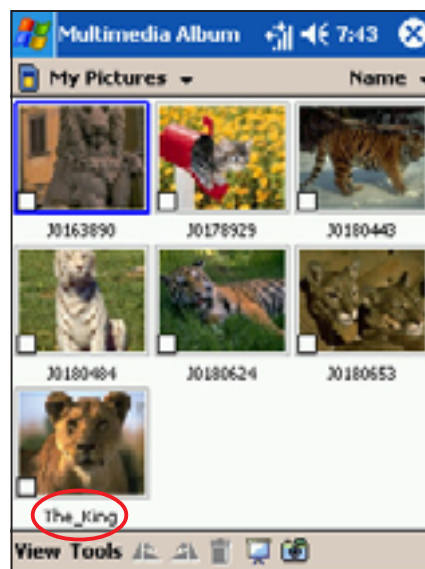 Multimedia Album 7:43
My Pictures Name
J0163890 J0178929 J0180443
J0180484 J0180624 J0180653
The_King
View Tools